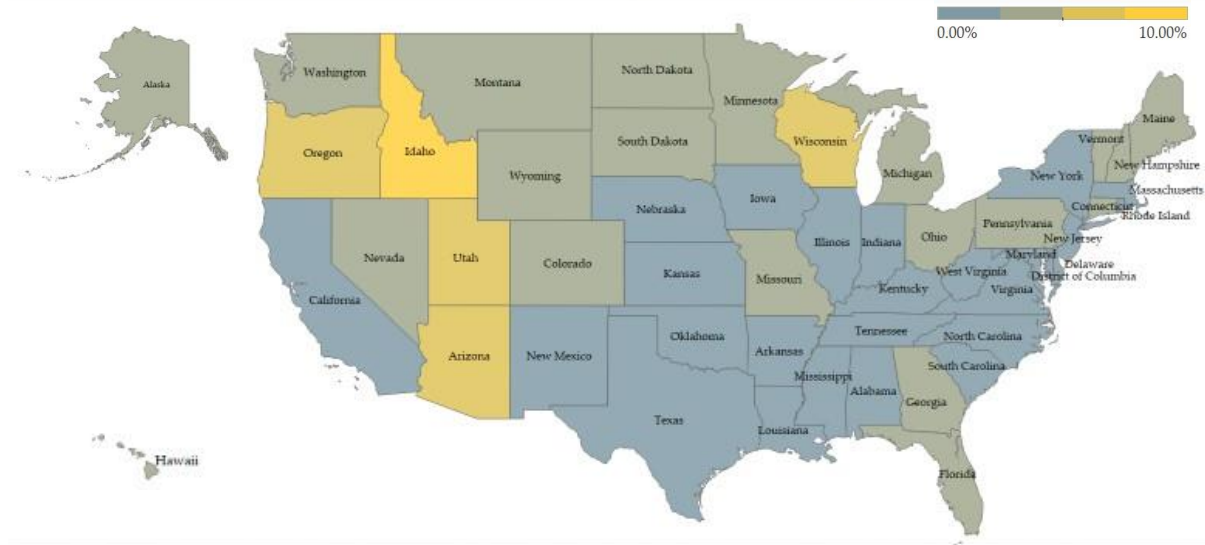 0.00% 10.00%
Alaska
Washington
Montana
North Dakota
Minnesota
Maine
Oregon
Idaho
South Dakota
Wisconsin
Vermont
New Hampshire
Wyoming
Michigan
New York
Massachusetts
Connecticut
Rhode Island
Nebraska
Iowa
Pennsylvania
Nevada
Utah
Colorado
Illinois
Indiana
Ohio
New Jersey
Maryland
Delaware
District of Columbia
California
Kansas
Missouri
West Virginia
Virginia
Kentucky
Arizona
New Mexico
Oklahoma
Arkansas
Tennessee
North Carolina
South Carolina
Mississippi
Alabama
Georgia
Texas
Louisiana
Hawaii
Florida